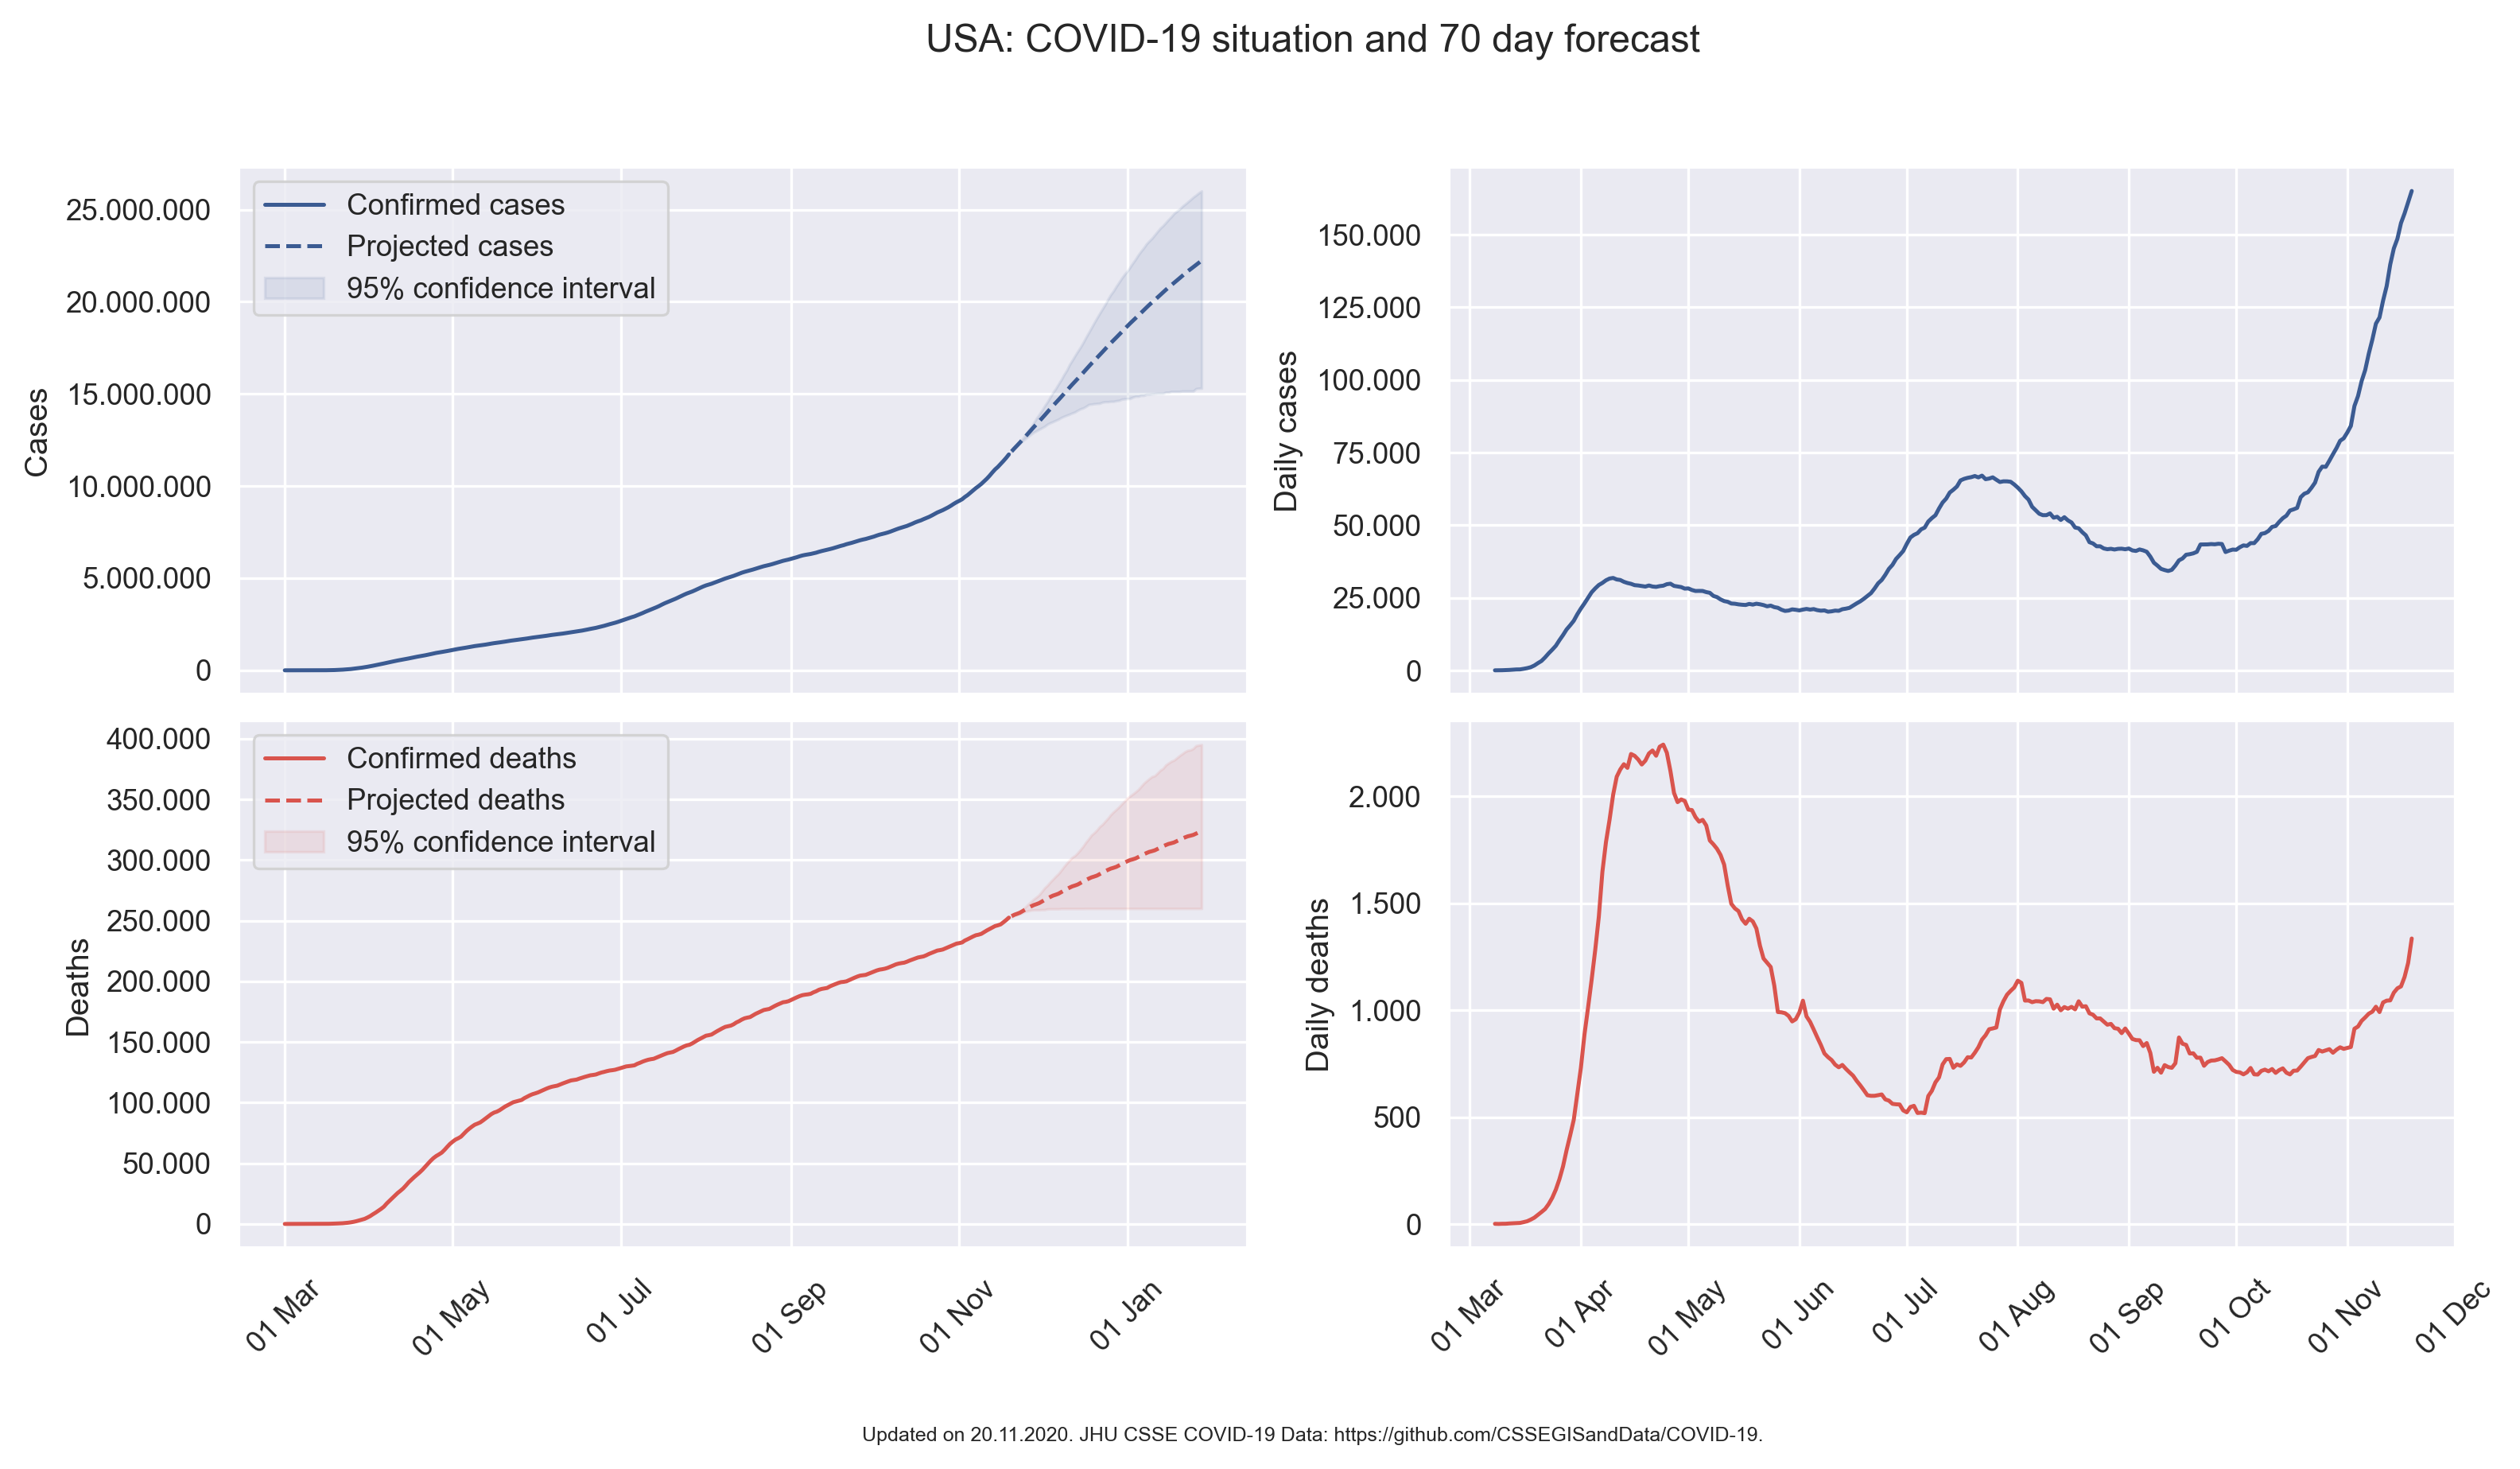 USA: COVID-19 situation and 70 day forecast
Confirmed cases
Projected cases
95% confidence interval
25.000.000
20.000.000
15.000.000
10.000.000
5.000.000
0
Cases
150.000
125.000
100.000
75.000
50.000
25.000
0
Daily cases
Confirmed deaths
Projected deaths
95% confidence interval
400.000
350.000
300.000
250.000
200.000
150.000
100.000
50.000
0
Deaths
01 Mar
01 May
01 Jul
01 Sep
01 Nov
01 Jan
2.000
1.500
1.000
500
0
Daily deaths
01 Mar
01 Apr
01 May
01 Jun
01 Jul
01 Aug
01 Sep
01 Oct
01 Nov
01 Dec
Updated on 20.11.2020. JHU CSSE COVID-19 Data: https://github.com/CSSEGISandData/COVID-19.